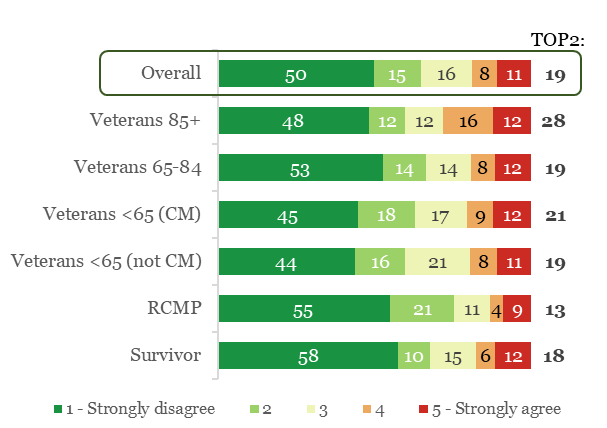 TOP2:
Overall 50 15 16 8 11 19
Veterans 85+ 48 12 12 16 12 28
Veterans 65-84 53 14 14 8 12 19
Veterans <65 (CM) 45 18 17 9 12 21
Veterans <65 (not CM) 44 16 21 8 11 19
RCMP 55 21 11 4 9 13
Survivor 58 10 15 6 12 18
1 - Strongly disagree 2 3 4 5 - Strongly agree